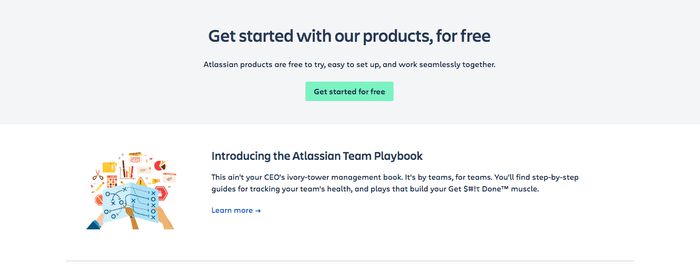 Get started with our products, for free
Atlassian products are free to try, easy to set up, and work seamlessly together.
Get started for free
Introducing the Atlassian Team Playbook
This ain't your CEO's ivory-tower management book. It's by teams, for teams. You'll find step-by-step
guides for tracking your team's health, and plays that build your Get $#!t Done™ muscle.
Learn more →